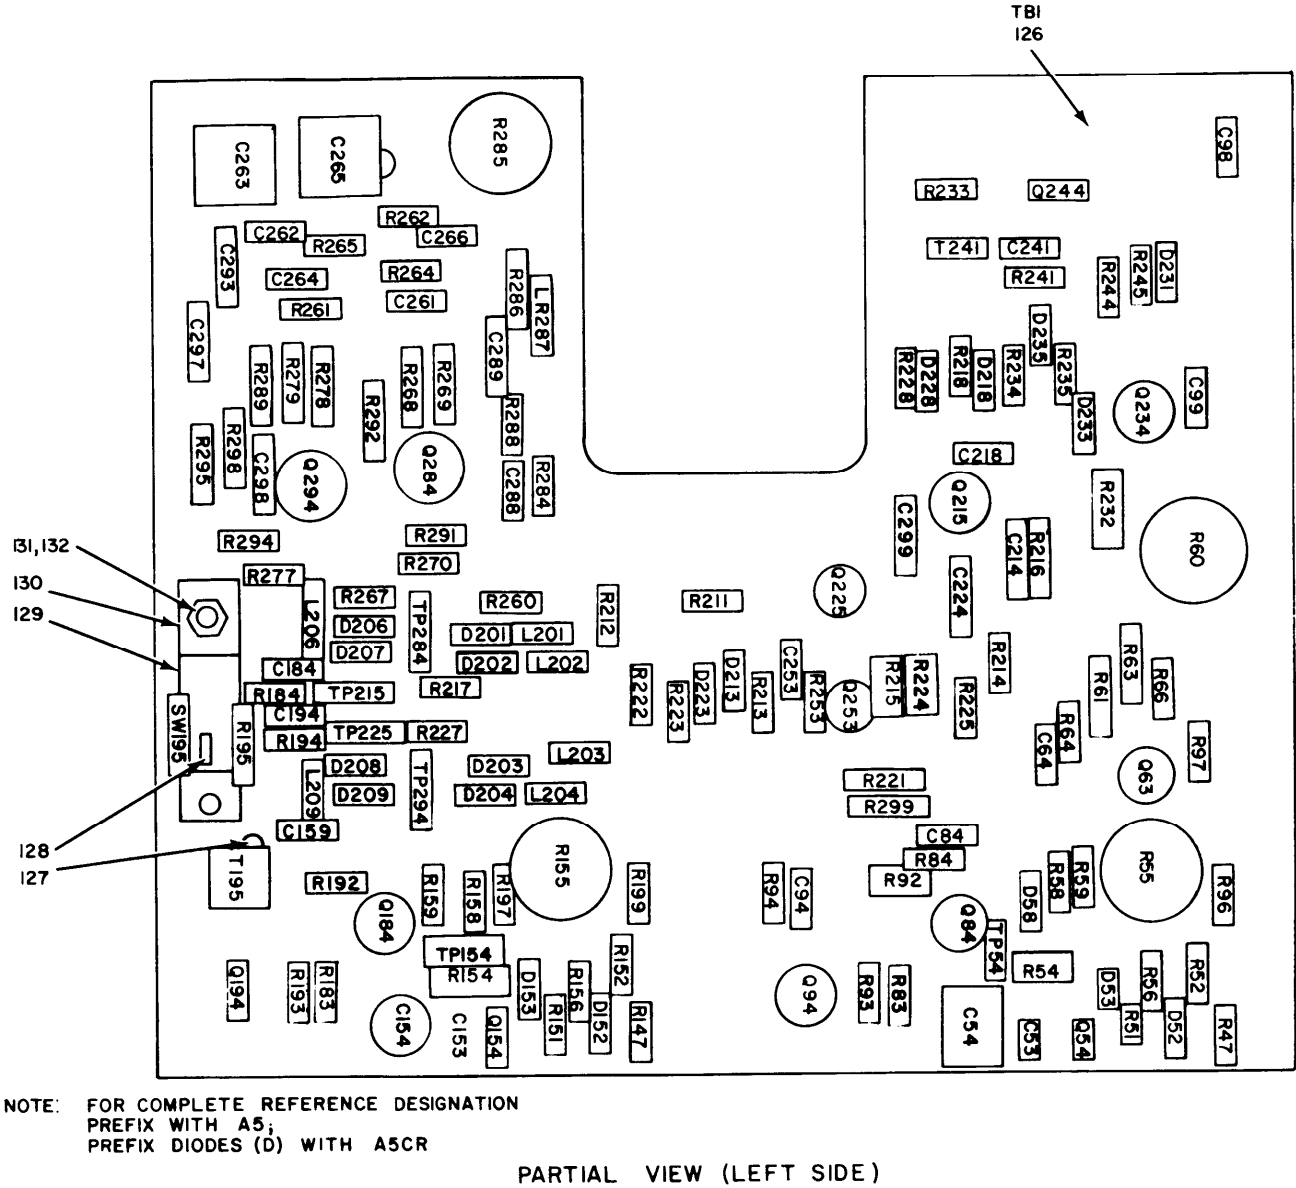 TB1
126
C263
C265
R285
C98
R233
Q244
R262
C262
C266
R265
C293
T241
C241
R264
C264
R241
C261
R261
R286
LR287
R244
R245
D231
C297
C289
D235
R289
R279
R278
R268
R269
R228
D228
R218
D218
R234
R235
C99
R292
R288
D233
Q234
R295
R298
C298
Q294
Q284
C288
R284
C218
Q215
R232
R60
C299
C214
R216
R294
R291
R270
131,132
130
129
R277
R267
L206
D206
D207
TP284
R260
D201
L201
D202
L202
R212
R211
Q225
C224
C184
R184
TP215
R217
C194
TP225
R227
R194
SW195
R195
R222
R223
D223
D213
R213
C253
R253
Q253
R215
R224
R225
R214
R61
R63
R66
R64
C64
R97
Q63
D208
L209
D209
TP294
D203
L203
D204
L204
R221
R299
C159
C84
R84
R92
128
127
T195
R192
R159
R158
R197
R155
R199
R94
C94
D58
R58
R59
R55
R96
Q184
TP154
R154
Q84
TP54
R54
Q194
R193
R183
C154
C153
Q154
D153
R151
R156
D152
R152
R147
Q94
R93
R83
C54
C53
Q54
D53
R51
R56
D52
R52
R47
NOTE: FOR COMPLETE REFERENCE DESIGNATION
PREFIX WITH A5;
PREFIX DIODES (D) WITH A5CR
PARTIAL VIEW (LEFT SIDE)